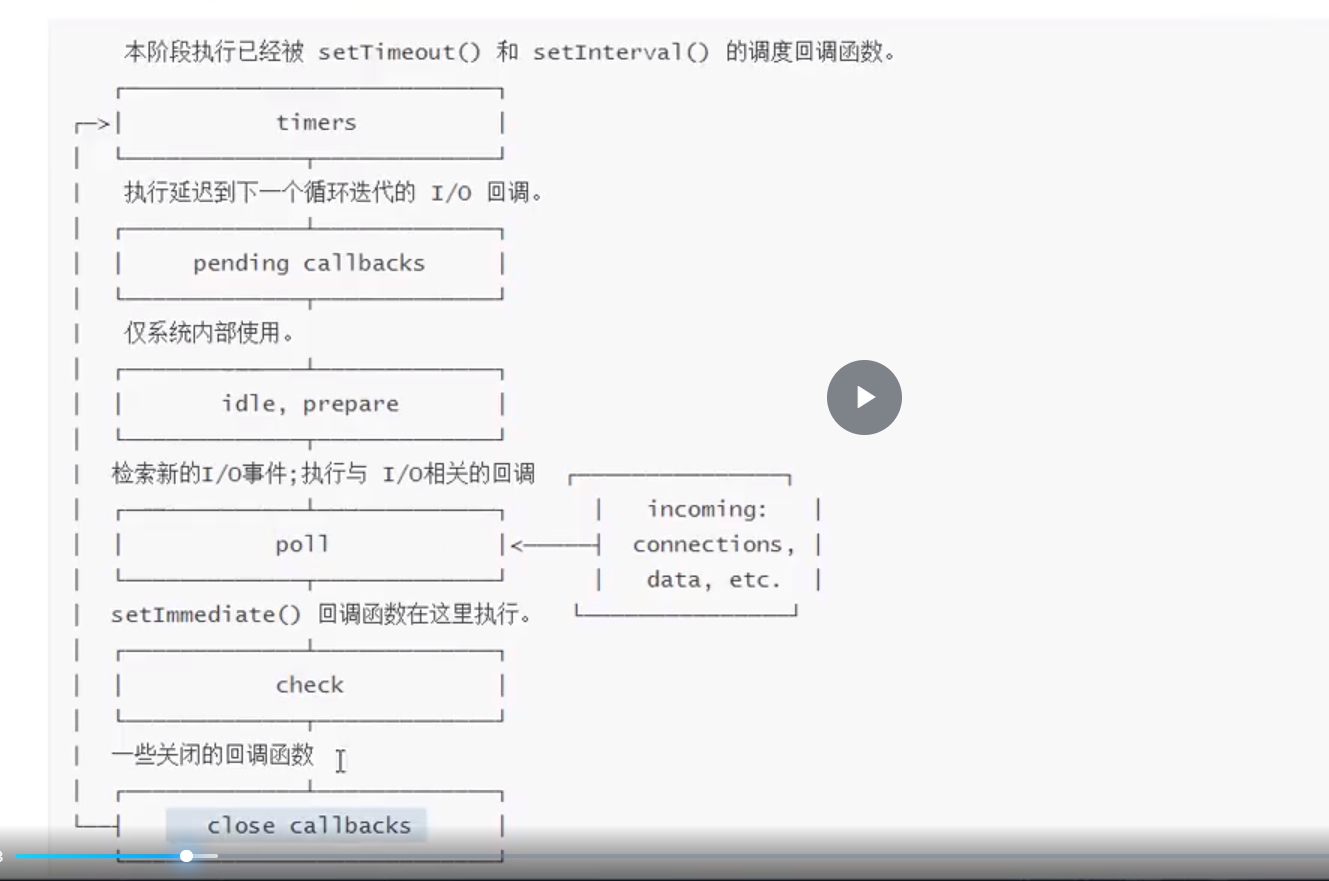 本阶段执行已经被 setTimeout() 和 setInterval() 的调度回调函数。
timers
执行延迟到下一个循环迭代的 I/O 回调。
pending callbacks
仅系统内部使用。
idle, prepare
检索新的I/O事件;执行与 I/O相关的回调
incoming:
poll
connections,
data, etc.
setImmediate() 回调函数在这里执行。
check
一些关闭的回调函数
close callbacks